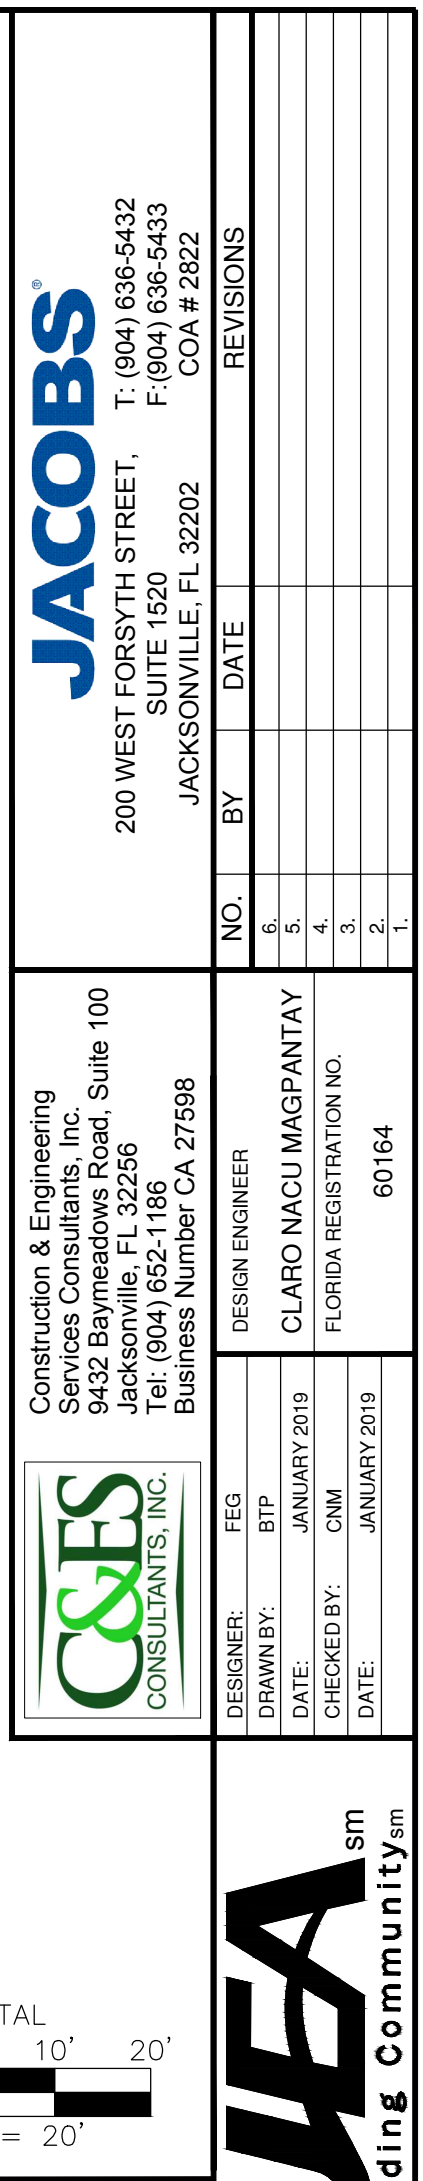 TAL
10' 20'
= 20'
JEA sm
ding Community sm
C&ES
CONSULTANTS, INC.
Construction & Engineering
Services Consultants, Inc.
9432 Baymeadows Road, Suite 100
Jacksonville, FL 32256
Tel: (904) 652-1186
Business Number CA 27598
JACOBS®
200 WEST FORSYTH STREET,
SUITE 1520
JACKSONVILLE, FL 32202
T: (904) 636-5432
F:(904) 636-5433
COA # 2822
DESIGNER: FEG
DRAWN BY: BTP
DATE: JANUARY 2019
CHECKED BY: CNM
DATE: JANUARY 2019
DESIGN ENGINEER
CLARO NACU MAGPANTAY
FLORIDA REGISTRATION NO.
60164
NO. BY DATE REVISIONS
6.
5.
4.
3.
2.
1.